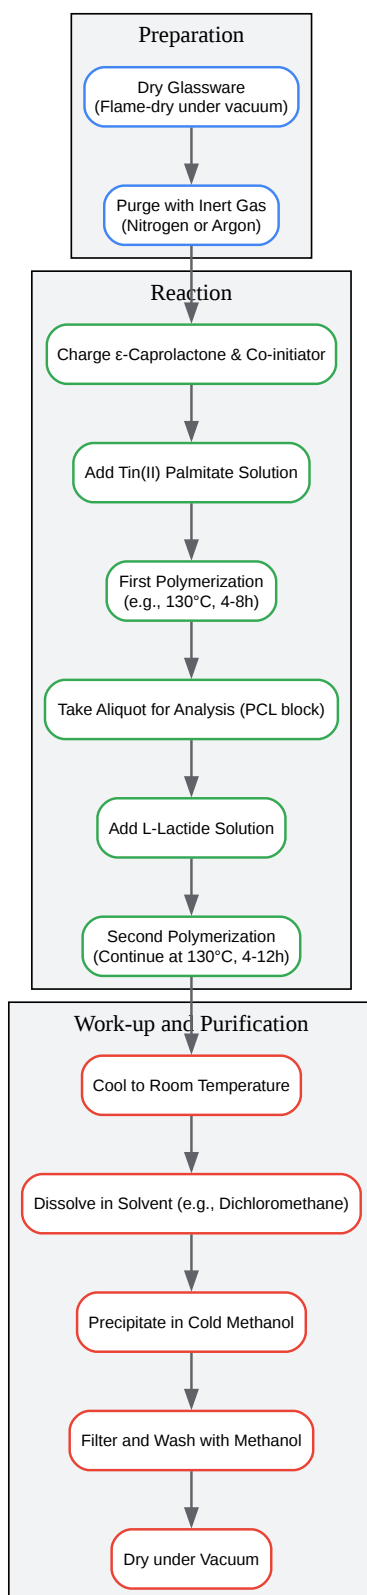 Preparation
Dry Glassware
(Flame-dry under vacuum)
Purge with Inert Gas
(Nitrogen or Argon)
Reaction
Charge ε-Caprolactone & Co-initiator
Add Tin(II) Palmitate Solution
First Polymerization
(e.g., 130°C, 4-8h)
Take Aliquot for Analysis (PCL block)
Add L-Lactide Solution
Second Polymerization
(Continue at 130°C, 4-12h)
Work-up and Purification
Cool to Room Temperature
Dissolve in Solvent (e.g., Dichloromethane)
Precipitate in Cold Methanol
Filter and Wash with Methanol
Dry under Vacuum